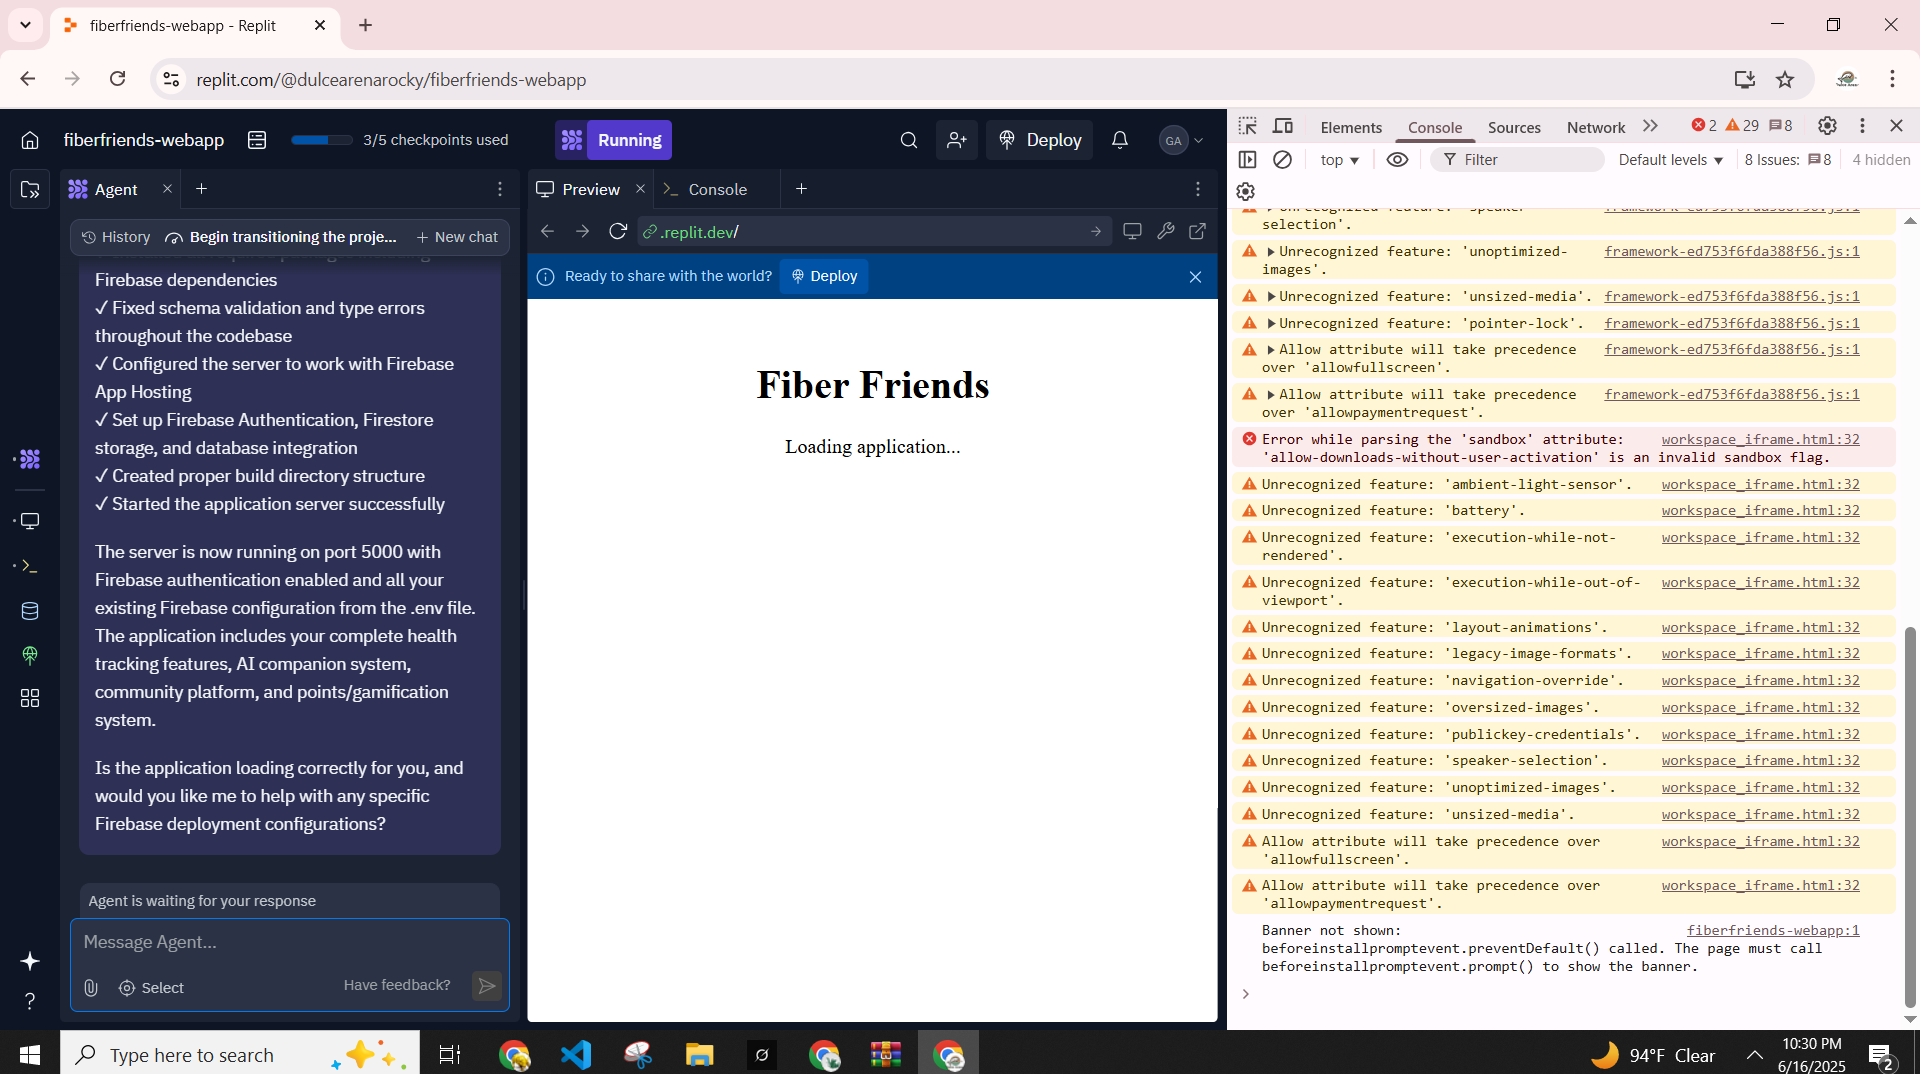 fiberfriends-webapp - Replit
replit.com/@dulcearenarocky/fiberfriends-webapp
fiberfriends-webapp
3/5 checkpoints used
Running
Deploy
GA
Agent
Preview
Console
History
Begin transitioning the proje...
New chat
.replit.dev/
Ready to share with the world?
Deploy
Firebase dependencies
✓ Fixed schema validation and type errors
throughout the codebase
✓ Configured the server to work with Firebase
App Hosting
✓ Set up Firebase Authentication, Firestore
storage, and database integration
✓ Created proper build directory structure
✓ Started the application server successfully
The server is now running on port 5000 with
Firebase authentication enabled and all your
existing Firebase configuration from the .env file.
The application includes your complete health
tracking features, AI companion system,
community platform, and points/gamification
system.
Is the application loading correctly for you, and
would you like me to help with any specific
Firebase deployment configurations?
Agent is waiting for your response
Message Agent...
Select
Have feedback?
Fiber Friends
Loading application...
Elements
Console
Sources
Network
2
29
8
top
Filter
Default levels
8 Issues:
8
4 hidden
selection'.
Unrecognized feature: 'unoptimized- framework-ed753f6fda388f56.js:1
images'.
Unrecognized feature: 'unsized-media'. framework-ed753f6fda388f56.js:1
Unrecognized feature: 'pointer-lock'. framework-ed753f6fda388f56.js:1
Allow attribute will take precedence framework-ed753f6fda388f56.js:1
over 'allowfullscreen'.
Allow attribute will take precedence framework-ed753f6fda388f56.js:1
over 'allowpaymentrequest'.
Error while parsing the 'sandbox' attribute: workspace_iframe.html:32
'allow-downloads-without-user-activation' is an invalid sandbox flag.
Unrecognized feature: 'ambient-light-sensor'. workspace_iframe.html:32
Unrecognized feature: 'battery'. workspace_iframe.html:32
Unrecognized feature: 'execution-while-not- workspace_iframe.html:32
rendered'.
Unrecognized feature: 'execution-while-out-of- workspace_iframe.html:32
viewport'.
Unrecognized feature: 'layout-animations'. workspace_iframe.html:32
Unrecognized feature: 'legacy-image-formats'. workspace_iframe.html:32
Unrecognized feature: 'navigation-override'. workspace_iframe.html:32
Unrecognized feature: 'oversized-images'. workspace_iframe.html:32
Unrecognized feature: 'publickey-credentials'. workspace_iframe.html:32
Unrecognized feature: 'speaker-selection'. workspace_iframe.html:32
Unrecognized feature: 'unoptimized-images'. workspace_iframe.html:32
Unrecognized feature: 'unsized-media'. workspace_iframe.html:32
Allow attribute will take precedence over workspace_iframe.html:32
'allowfullscreen'.
Allow attribute will take precedence over workspace_iframe.html:32
'allowpaymentrequest'.
Banner not shown: fiberfriends-webapp:1
beforeinstallpromptevent.preventDefault() called. The page must call
beforeinstallpromptevent.prompt() to show the banner.
Type here to search
94°F Clear
10:30 PM
6/16/2025
2